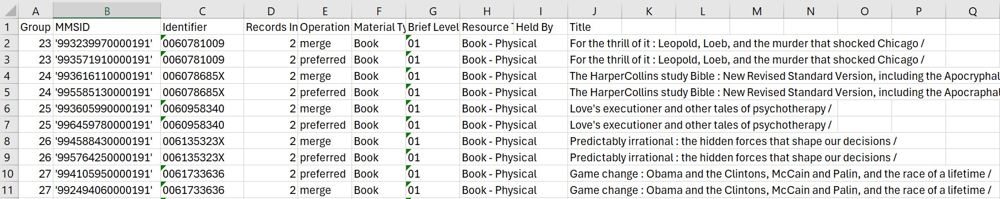 A B C D E F G H I J K L M N O P Q
1 Group MMSID Identifier Records In Operation Material Ty Brief Level Resource T Held By Title
2 23 '993239970000191' 0060781009 2 merge Book 01 Book - Physical For the thrill of it : Leopold, Loeb, and the murder that shocked Chicago /
3 23 '993571910000191' 0060781009 2 preferred Book 01 Book - Physical For the thrill of it : Leopold, Loeb, and the murder that shocked Chicago /
4 24 '993616110000191' 006078685X 2 merge Book 01 Book - Physical The HarperCollins study Bible : New Revised Standard Version, including the Apocryphal
5 24 '995585130000191' 006078685X 2 preferred Book 01 Book - Physical The HarperCollins study Bible : New Revised Standard Version, including the Apocraphal
6 25 '993605990000191' 0060958340 2 merge Book 01 Book - Physical Love's executioner and other tales of psychotherapy /
7 25 '996459780000191' 0060958340 2 preferred Book 01 Book - Physical Love's executioner and other tales of psychotherapy /
8 26 '994588430000191' 006135323X 2 merge Book 01 Book - Physical Predictably irrational : the hidden forces that shape our decisions /
9 26 '995764250000191' 006135323X 2 preferred Book 01 Book - Physical Predictably irrational : the hidden forces that shape our decisions /
10 27 '994105950000191' 0061733636 2 preferred Book 01 Book - Physical Game change : Obama and the Clintons, McCain and Palin, and the race of a lifetime /
11 27 '992494060000191' 0061733636 2 merge Book 01 Book - Physical Game change : Obama and the Clintons, McCain and Palin, and the race of a lifetime /